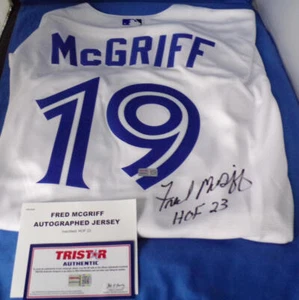 McGRIFF
19
Fred McGriff
HOF 23
FRED MCGRIFF
AUTOGRAPHED JERSEY
TRISTAR
AUTHENTIC